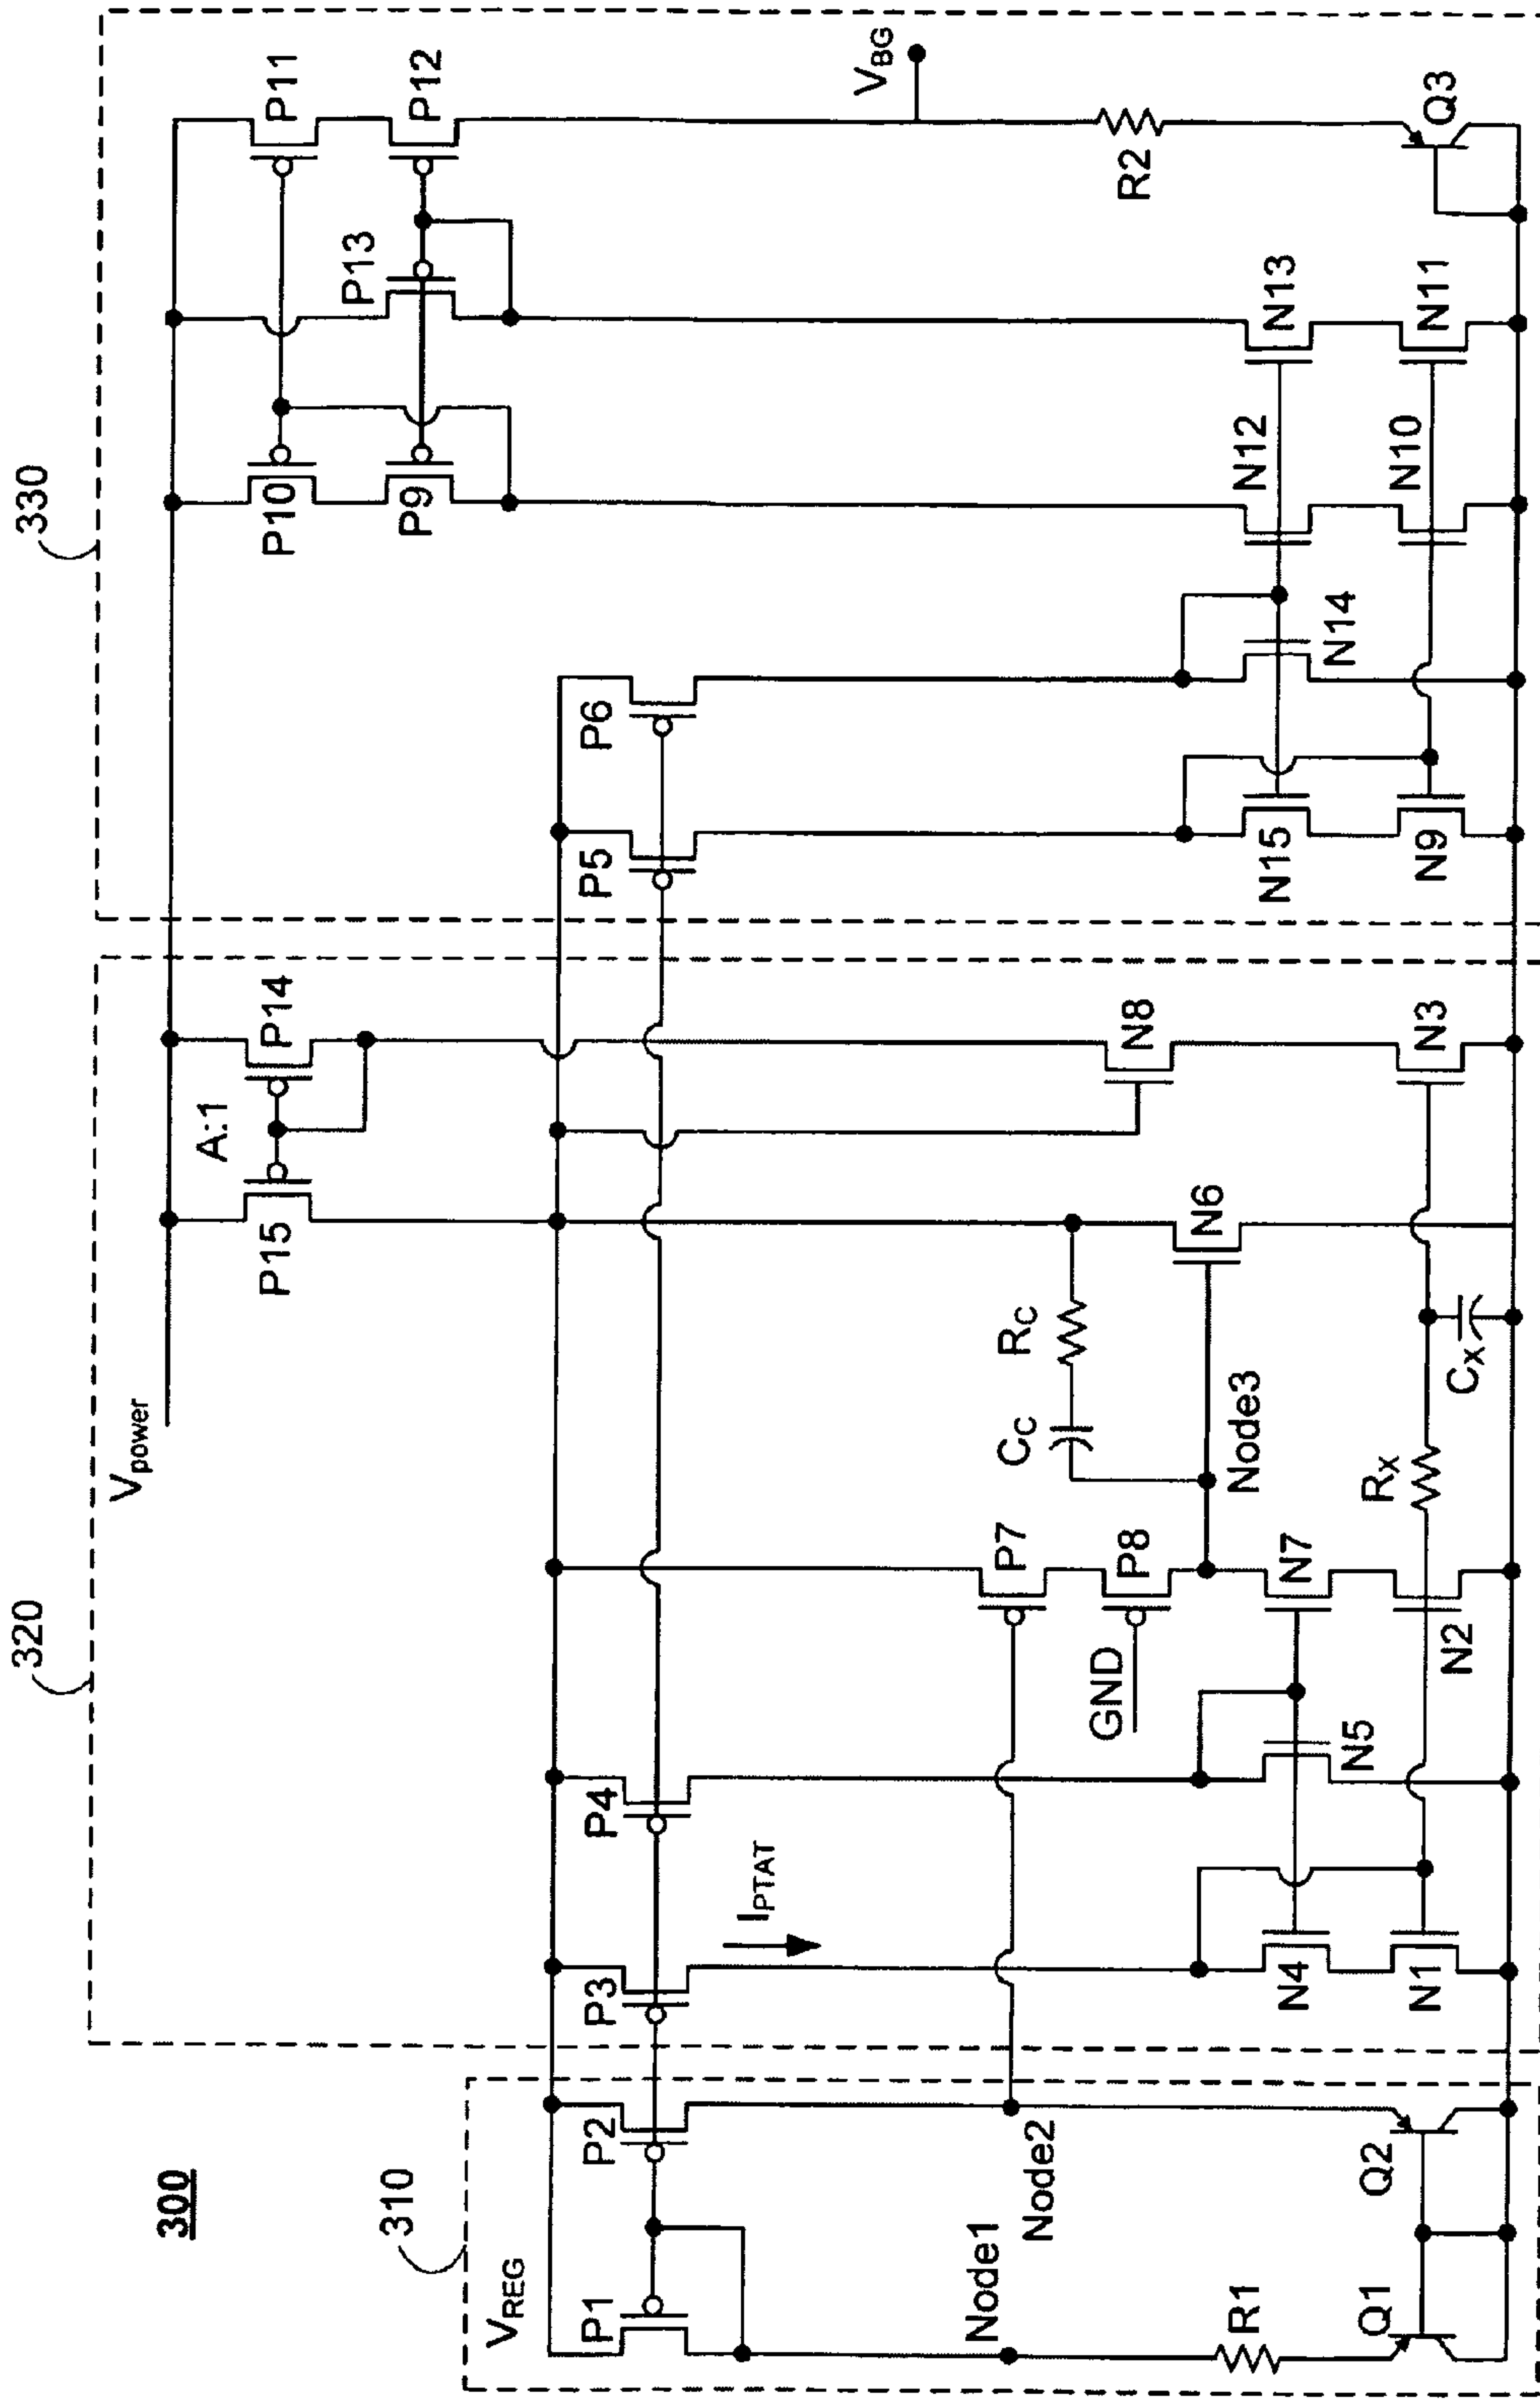 300
310
320
330
V_REG
V_power
P1
P2
P3
P4
I_PTAT
P15
A:1
P14
P5
P6
P10
P9
P13
P11
P12
V_BG
Node1
Node2
GND
P7
P8
C_C
R_C
Node3
N6
N8
R1
Q1
Q2
N4
N1
N5
N7
N2
R_X
C_X
N3
N15
N9
N14
N12
N10
N13
N11
R2
Q3